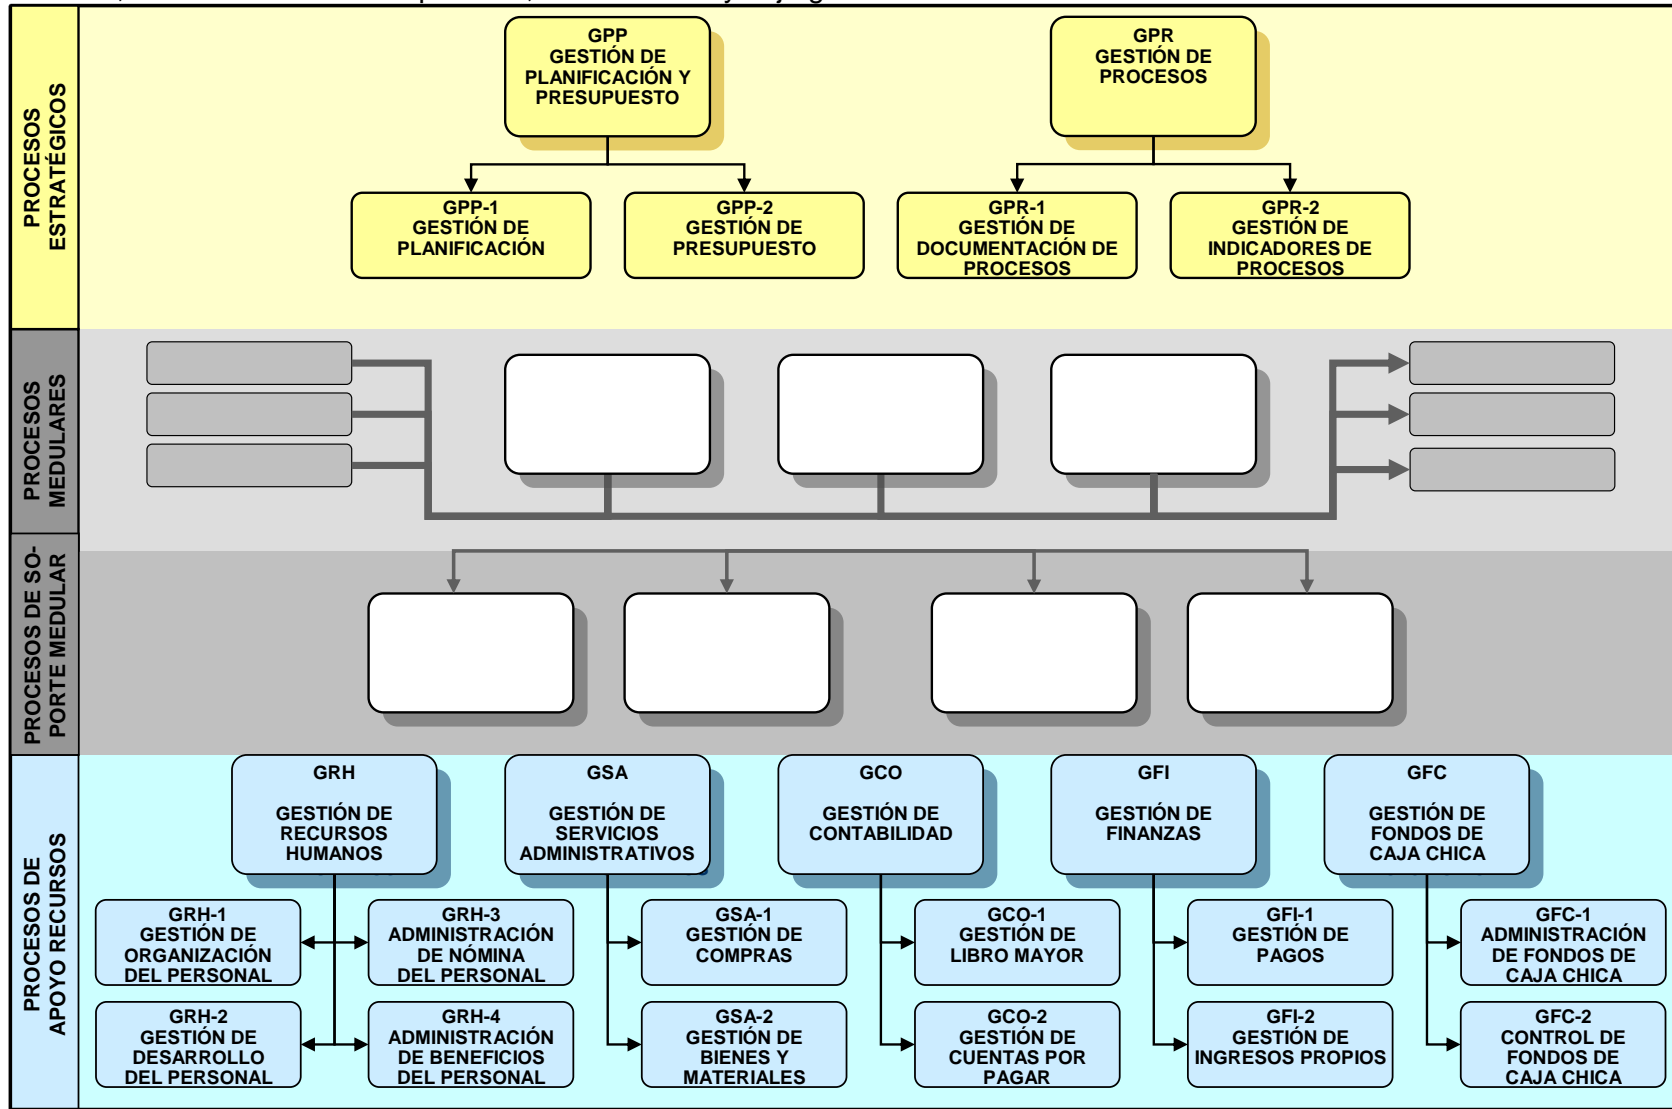 GPP
GESTIÓN DE
PLANIFICACIÓN Y
PRESUPUESTO
GPR
GESTIÓN DE
PROCESOS
PROCESOS
ESTRATÉGICOS
GPP-1
GESTIÓN DE
PLANIFICACIÓN
GPP-2
GESTIÓN DE
PRESUPUESTO
GPR-1
GESTIÓN DE
DOCUMENTACIÓN DE
PROCESOS
GPR-2
GESTIÓN DE
INDICADORES DE
PROCESOS
PROCESOS
MEDULARES
PROCESOS DE SO-
PORTE MEDULAR
PROCESOS DE
APOYO RECURSOS
GRH
GESTIÓN DE
RECURSOS
HUMANOS
GSA
GESTIÓN DE
SERVICIOS
ADMINISTRATIVOS
GCO
GESTIÓN DE
CONTABILIDAD
GFI
GESTIÓN DE
FINANZAS
GFC
GESTIÓN DE
FONDOS DE
CAJA CHICA
GRH-1
GESTIÓN DE
ORGANIZACIÓN
DEL PERSONAL
GRH-3
ADMINISTRACIÓN
DE NÓMINA
DEL PERSONAL
GSA-1
GESTIÓN DE
COMPRAS
GCO-1
GESTIÓN DE
LIBRO MAYOR
GFI-1
GESTIÓN DE
PAGOS
GFC-1
ADMINISTRACIÓN
DE FONDOS DE
CAJA CHICA
GRH-2
GESTIÓN DE
DESARROLLO
DEL PERSONAL
GRH-4
ADMINISTRACIÓN
DE BENEFICIOS
DEL PERSONAL
GSA-2
GESTIÓN DE
BIENES Y
MATERIALES
GCO-2
GESTIÓN DE
CUENTAS POR
PAGAR
GFI-2
GESTIÓN DE
INGRESOS PROPIOS
GFC-2
CONTROL DE
FONDOS DE
CAJA CHICA